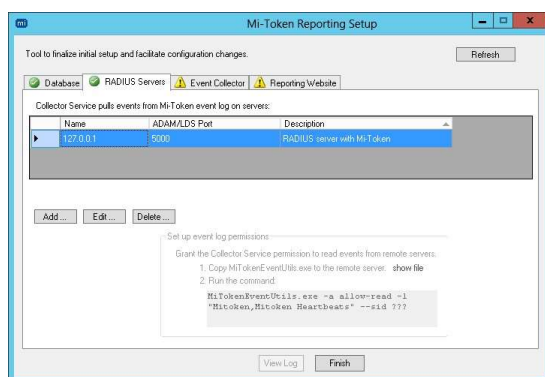 mi
Mi-Token Reporting Setup
Tool to finalize initial setup and facilitate configuration changes.
Refresh
Database
RADIUS Servers
Event Collector
Reporting Website
Collector Service pulls events from Mi-Token event log on servers:
Name ADAM/LDS Port Description
127.0.0.1 5000 RADIUS server with Mi-Token
Add ... Edit ... Delete ...
Set up event log permissions
Grant the Collector Service permission to read events from remote servers.
1. Copy MiTokenEventUtils.exe to the remote server. show file
2. Run the command:
MiTokenEventUtils.exe -a allow-read -l
"Mitoken,Mitoken Heartbeats" --sid ???
View Log Finish